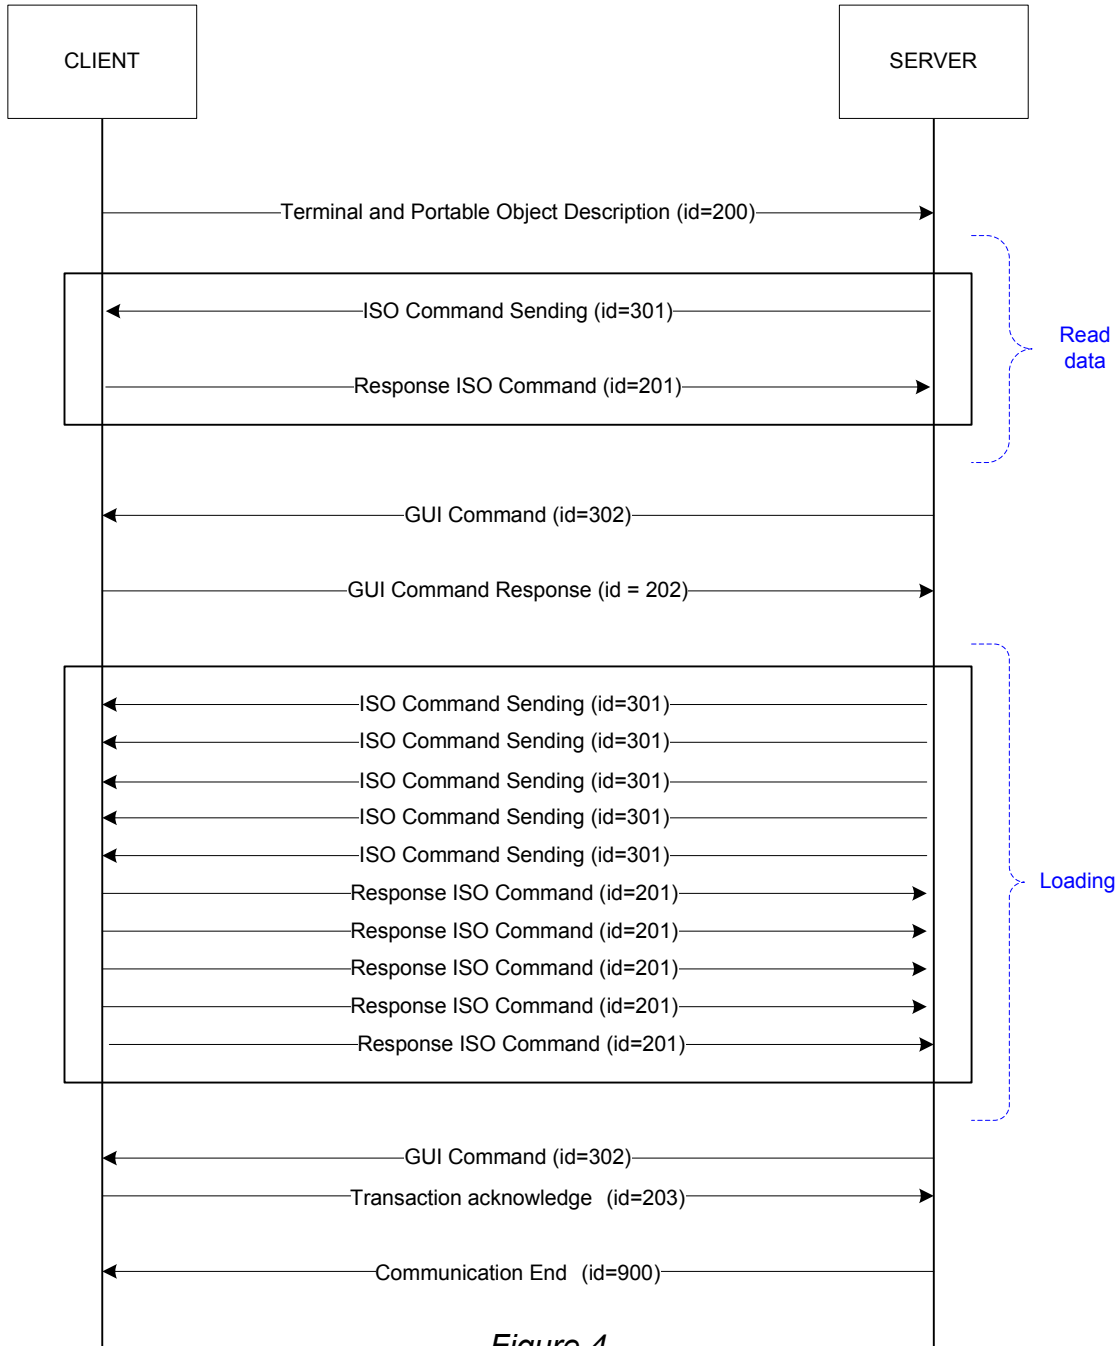 CLIENT
SERVER
Terminal and Portable Object Description (id=200)
ISO Command Sending (id=301)
Read
data
Response ISO Command (id=201)
GUI Command (id=302)
GUI Command Response (id = 202)
ISO Command Sending (id=301)
ISO Command Sending (id=301)
ISO Command Sending (id=301)
ISO Command Sending (id=301)
ISO Command Sending (id=301)
Response ISO Command (id=201)
Loading
Response ISO Command (id=201)
Response ISO Command (id=201)
Response ISO Command (id=201)
Response ISO Command (id=201)
GUI Command (id=302)
Transaction acknowledge (id=203)
Communication End (id=900)
Figure 4